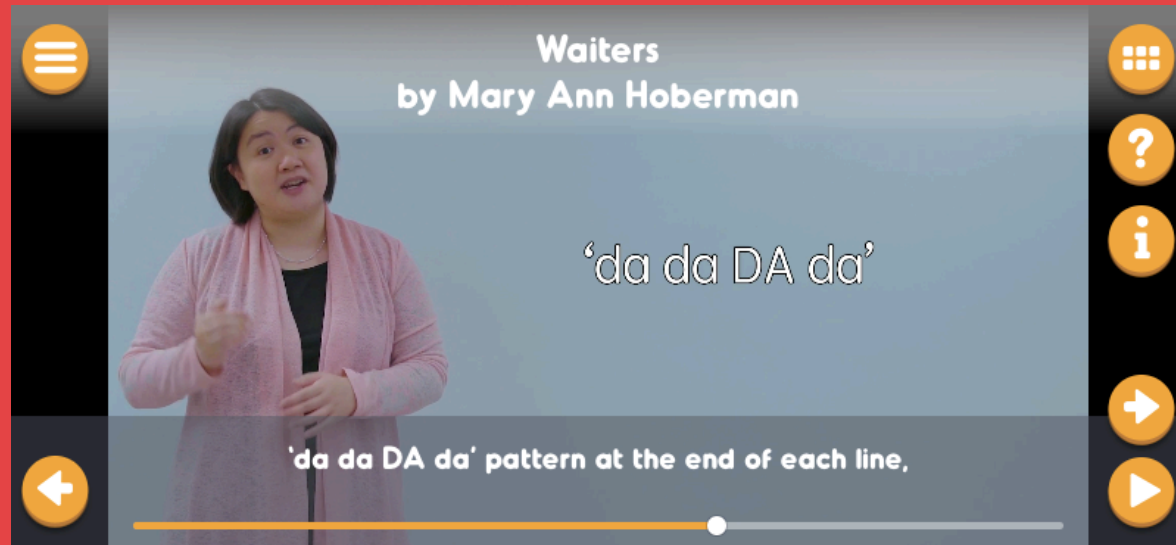 Waiters
by Mary Ann Hoberman
?
i
‘da da DA da’
‘da da DA da’ pattern at the end of each line,